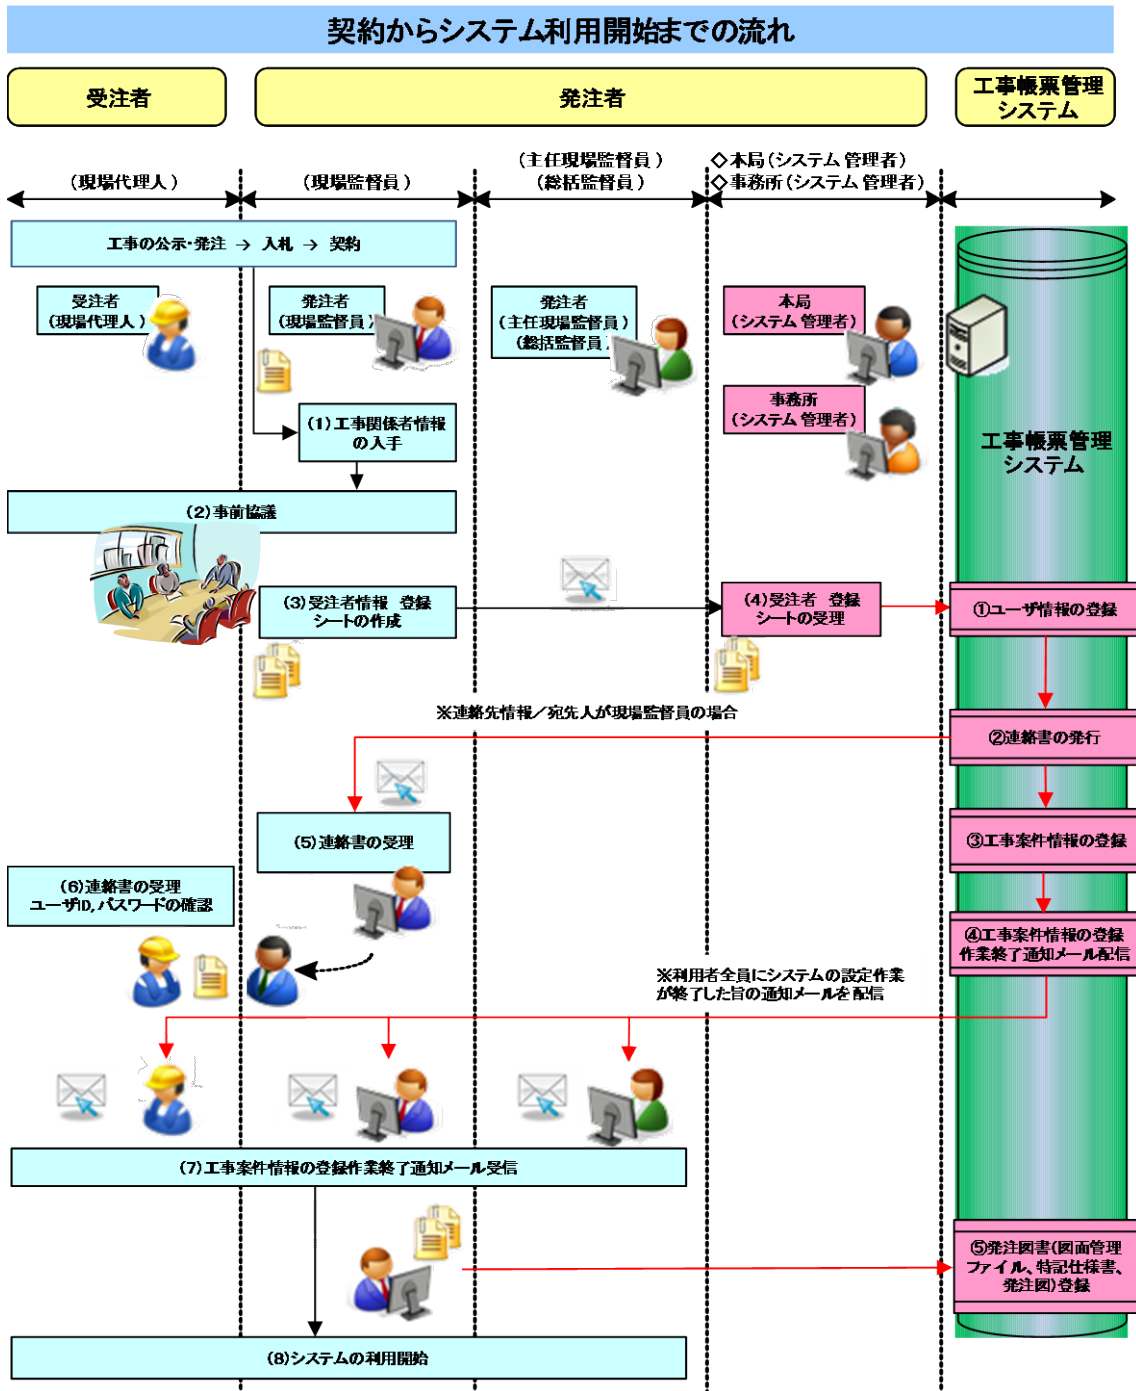 契約からシステム利用開始までの流れ
受注者
発注者
工事帳票管理
システム
(現場代理人)
(現場監督員)
(主任現場監督員)
(総括監督員)
◇本局(システム管理者)
◇事務所(システム管理者)
工事の公示・発注 → 入札 → 契約
受注者
(現場代理人)
発注者
(現場監督員)
発注者
(主任現場監督員)
(総括監督員)
本局
(システム管理者)
事務所
(システム管理者)
工事帳票管理
システム
(1)工事関係者情報
の入手
(2)事前協議
(3)受注者情報 登録
シートの作成
(4)受注者 登録
シートの受理
①ユーザ情報の登録
※連絡先情報/宛先人が現場監督員の場合
②連絡書の発行
(5)連絡書の受理
③工事案件情報の登録
(6)連絡書の受理
ユーザID,パスワードの確認
④工事案件情報の登録
作業終了通知メール配信
※利用者全員にシステムの設定作業
が終了した旨の通知メールを配信
(7)工事案件情報の登録作業終了通知メール受信
⑤発注図書(図面管理
ファイル、特記仕様書、
発注図)登録
(8)システムの利用開始